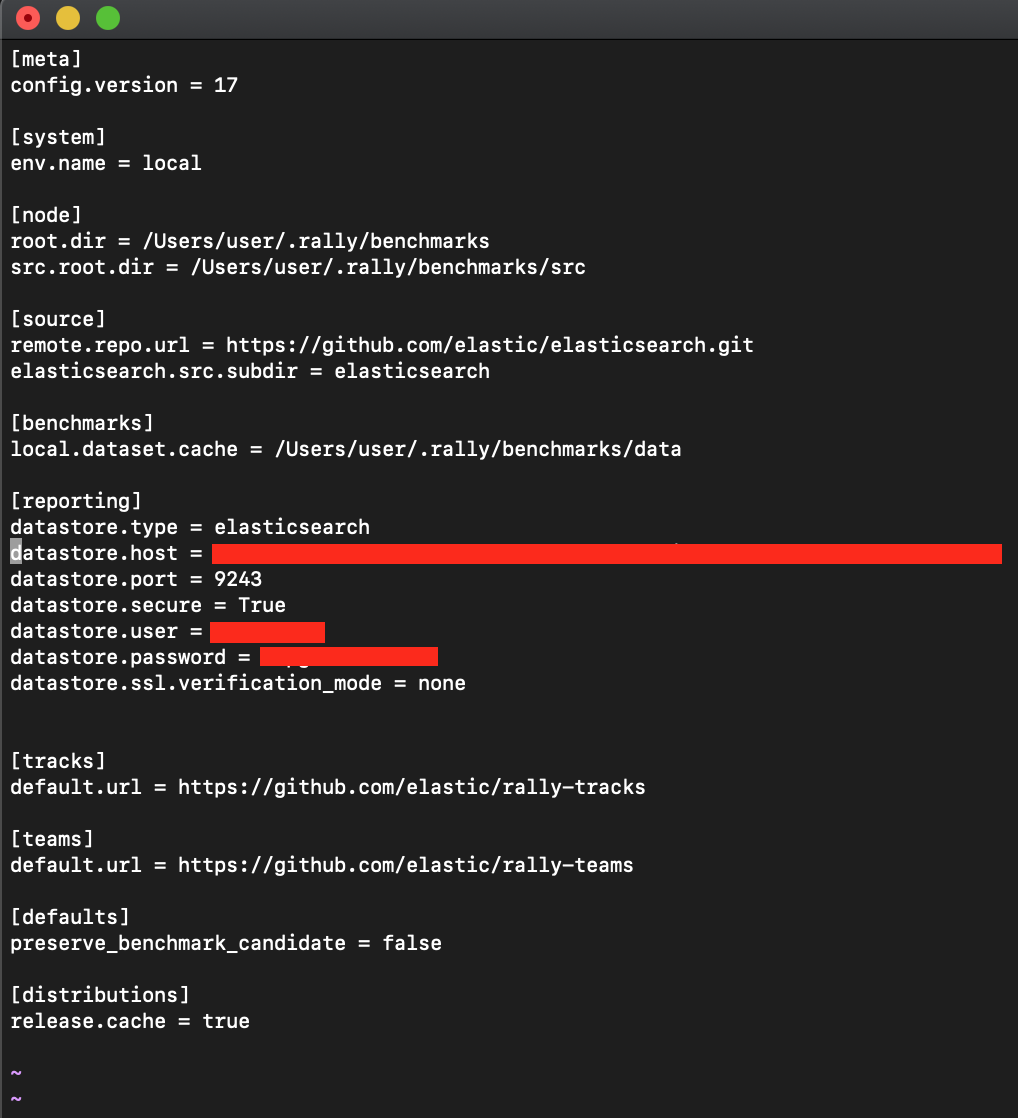 [meta]
config.version = 17
[system]
env.name = local
[node]
root.dir = /Users/user/.rally/benchmarks
src.root.dir = /Users/user/.rally/benchmarks/src
[source]
remote.repo.url = https://github.com/elastic/elasticsearch.git
elasticsearch.src.subdir = elasticsearch
[benchmarks]
local.dataset.cache = /Users/user/.rally/benchmarks/data
[reporting]
datastore.type = elasticsearch
datastore.host =
datastore.port = 9243
datastore.secure = True
datastore.user =
datastore.password =
datastore.ssl.verification_mode = none
[tracks]
default.url = https://github.com/elastic/rally-tracks
[teams]
default.url = https://github.com/elastic/rally-teams
[defaults]
preserve_benchmark_candidate = false
[distributions]
release.cache = true
~
~